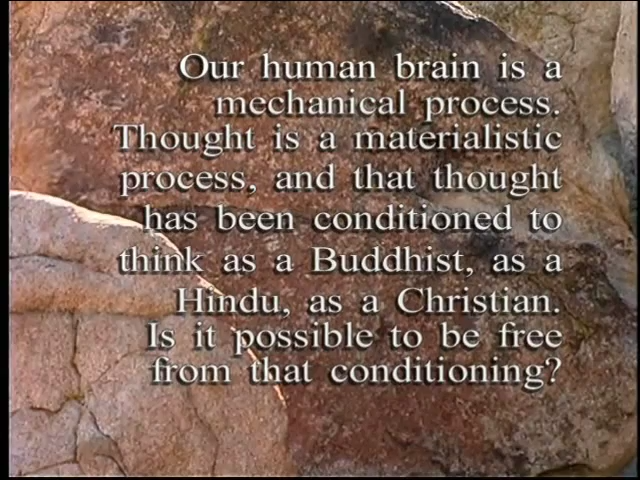 Our human brain is a
mechanical process.
Thought is a materialistic
process, and that thought
has been conditioned to
think as a Buddhist, as a
Hindu, as a Christian.
Is it possible to be free
from that conditioning?